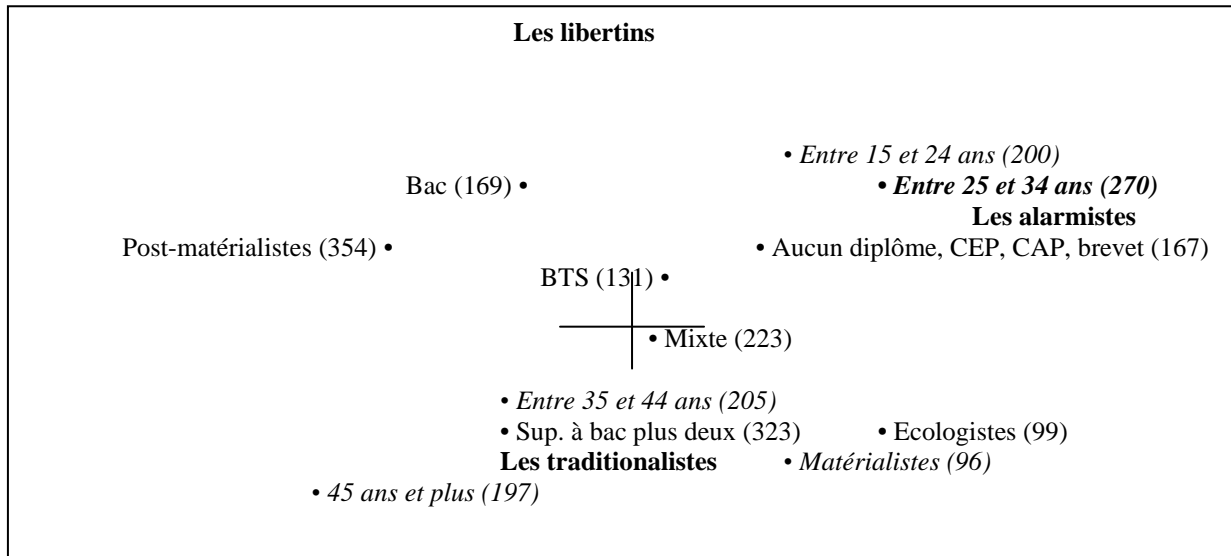 Les libertins
• Entre 15 et 24 ans (200)
Bac (169) •
• Entre 25 et 34 ans (270)
Les alarmistes
Post-matérialistes (354) •
• Aucun diplôme, CEP, CAP, brevet (167)
BTS (131) •
• Mixte (223)
• Entre 35 et 44 ans (205)
• Sup. à bac plus deux (323)
• Ecologistes (99)
Les traditionalistes
• Matérialistes (96)
• 45 ans et plus (197)